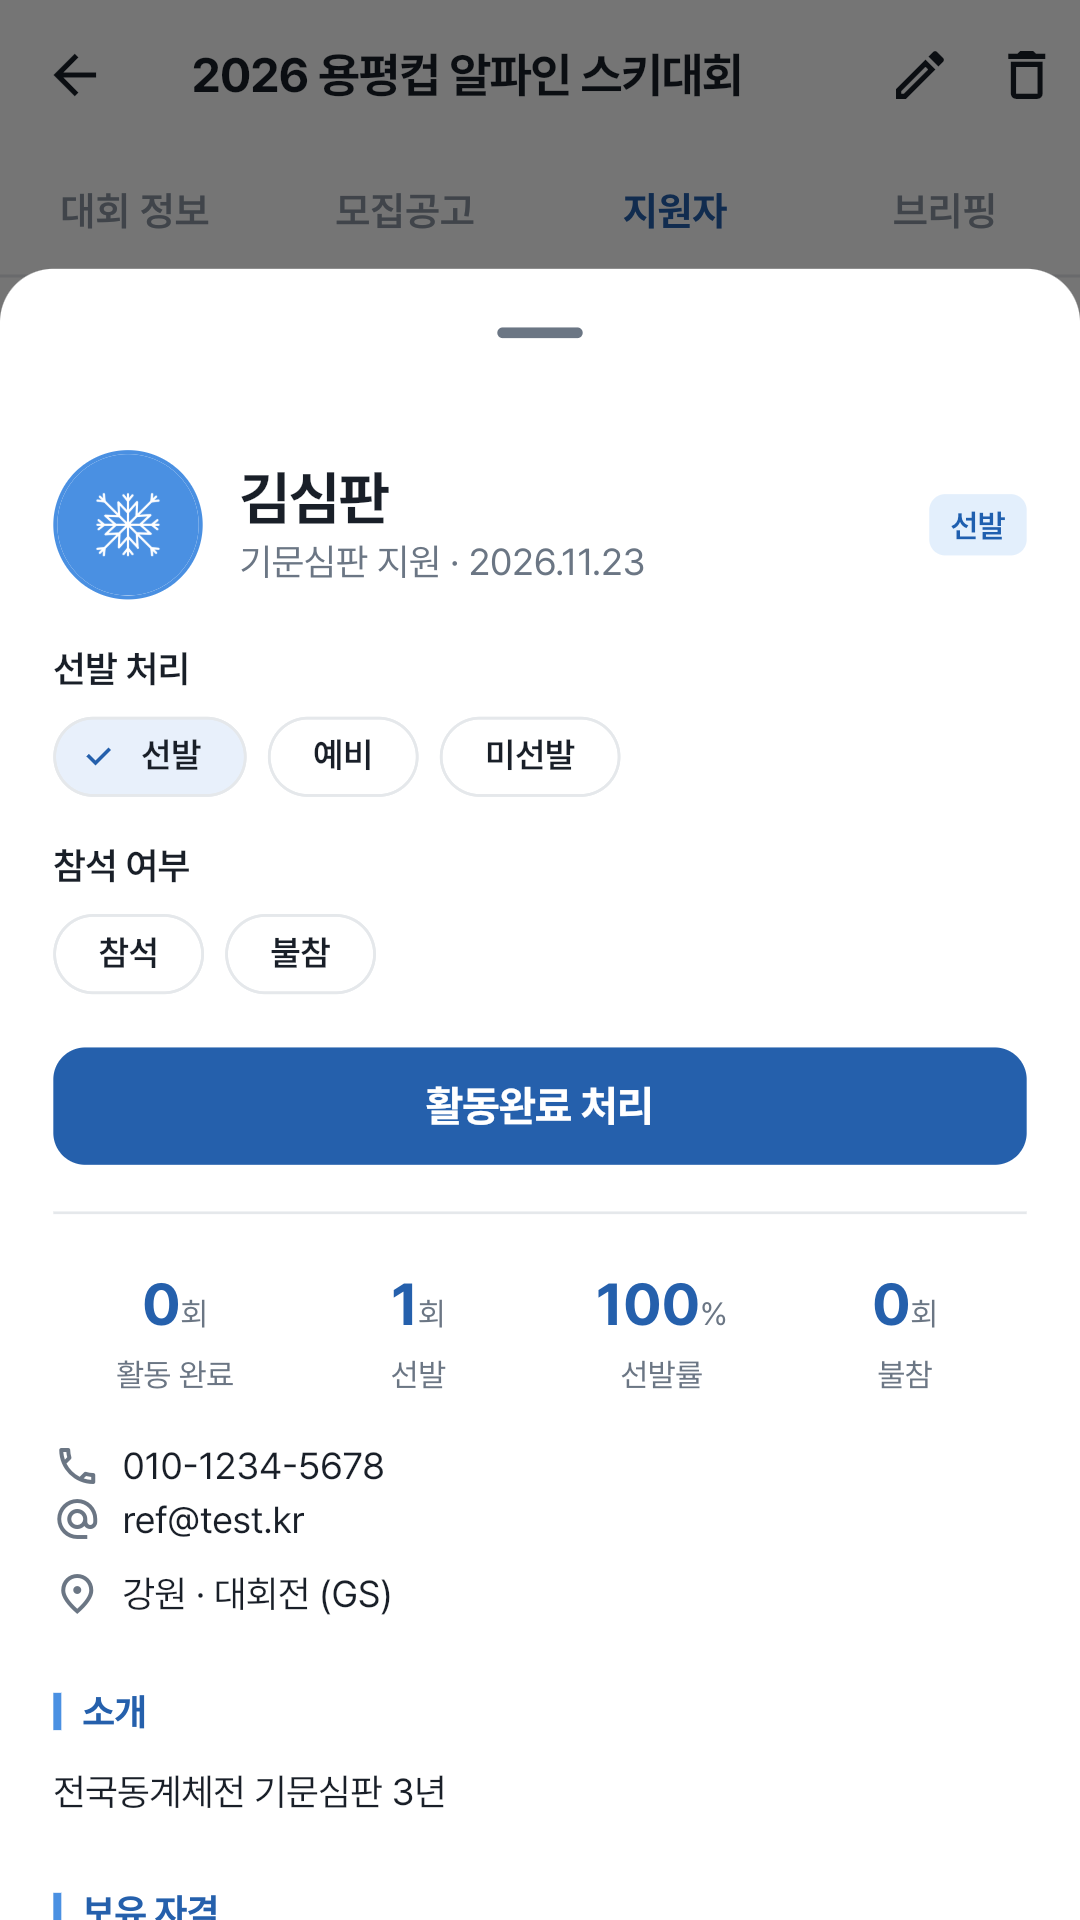 2026 용평컵 알파인 스키대회
대회 정보 모집공고 지원자 브리핑
김심판
기문심판 지원 · 2026.11.23
선발
선발 처리
선발 예비 미선발
참석 여부
참석 불참
활동완료 처리
0회 1회 100% 0회
활동 완료 선발 선발률 불참
010-1234-5678
ref@test.kr
강원 · 대회전 (GS)
소개
전국동계체전 기문심판 3년
보유 자격